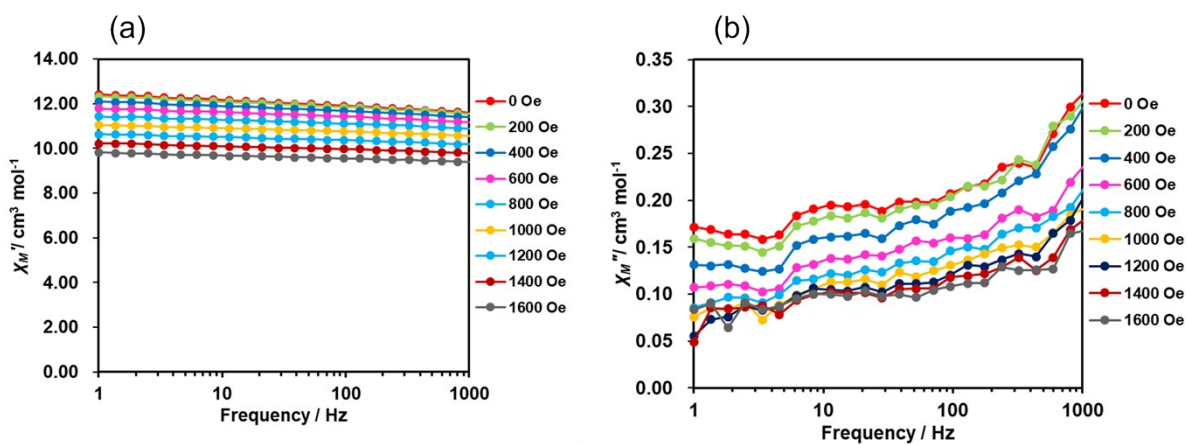 (a)
14.00
12.00
10.00
8.00
6.00
4.00
2.00
0.00
χM′/ cm³ mol⁻¹
1
10
100
1000
Frequency / Hz
0 Oe
200 Oe
400 Oe
600 Oe
800 Oe
1000 Oe
1200 Oe
1400 Oe
1600 Oe
(b)
0.35
0.30
0.25
0.20
0.15
0.10
0.05
0.00
χM″/ cm³ mol⁻¹
1
10
100
1000
Frequency / Hz
0 Oe
200 Oe
400 Oe
600 Oe
800 Oe
1000 Oe
1200 Oe
1400 Oe
1600 Oe